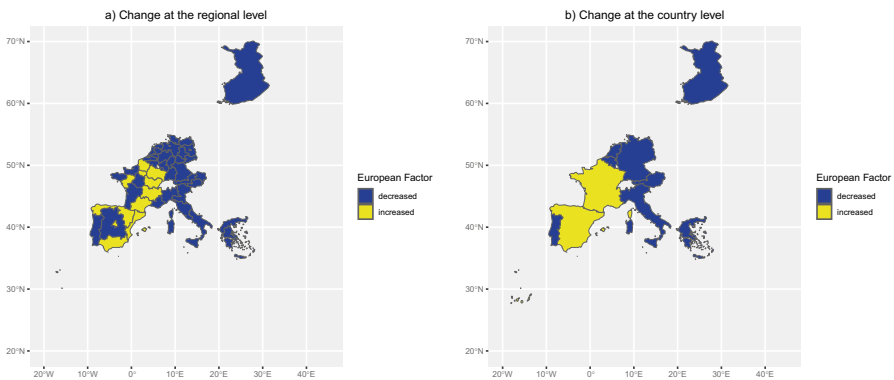 a) Change at the regional level
70°N
60°N
50°N
40°N
30°N
20°N
20°W
10°W
0°
10°E
20°E
30°E
40°E
European Factor
decreased
increased
b) Change at the country level
70°N
60°N
50°N
40°N
30°N
20°N
20°W
10°W
0°
10°E
20°E
30°E
40°E
European Factor
decreased
increased